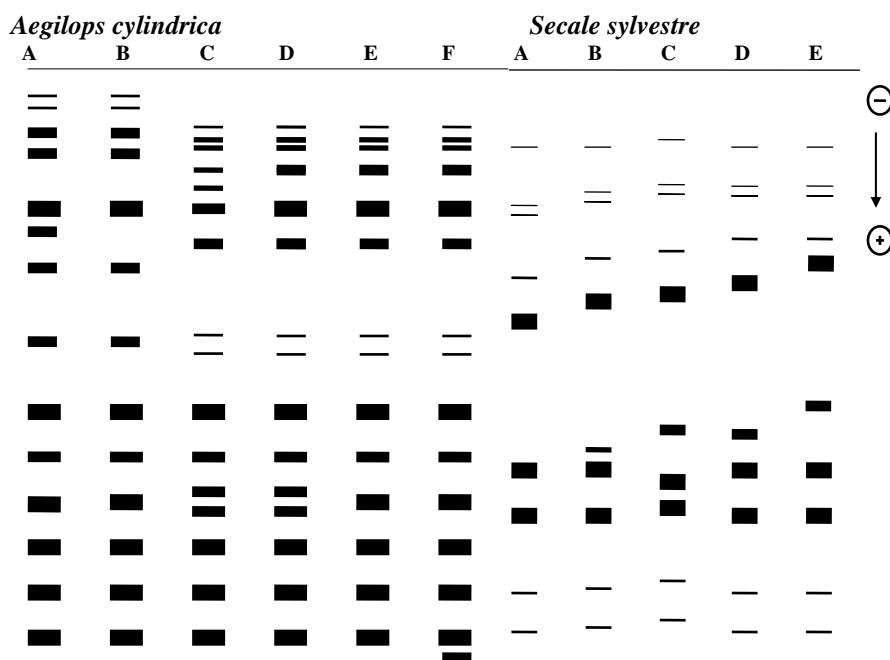 Aegilops cylindrica Secale sylvestre
A B C D E F A B C D E
−
+